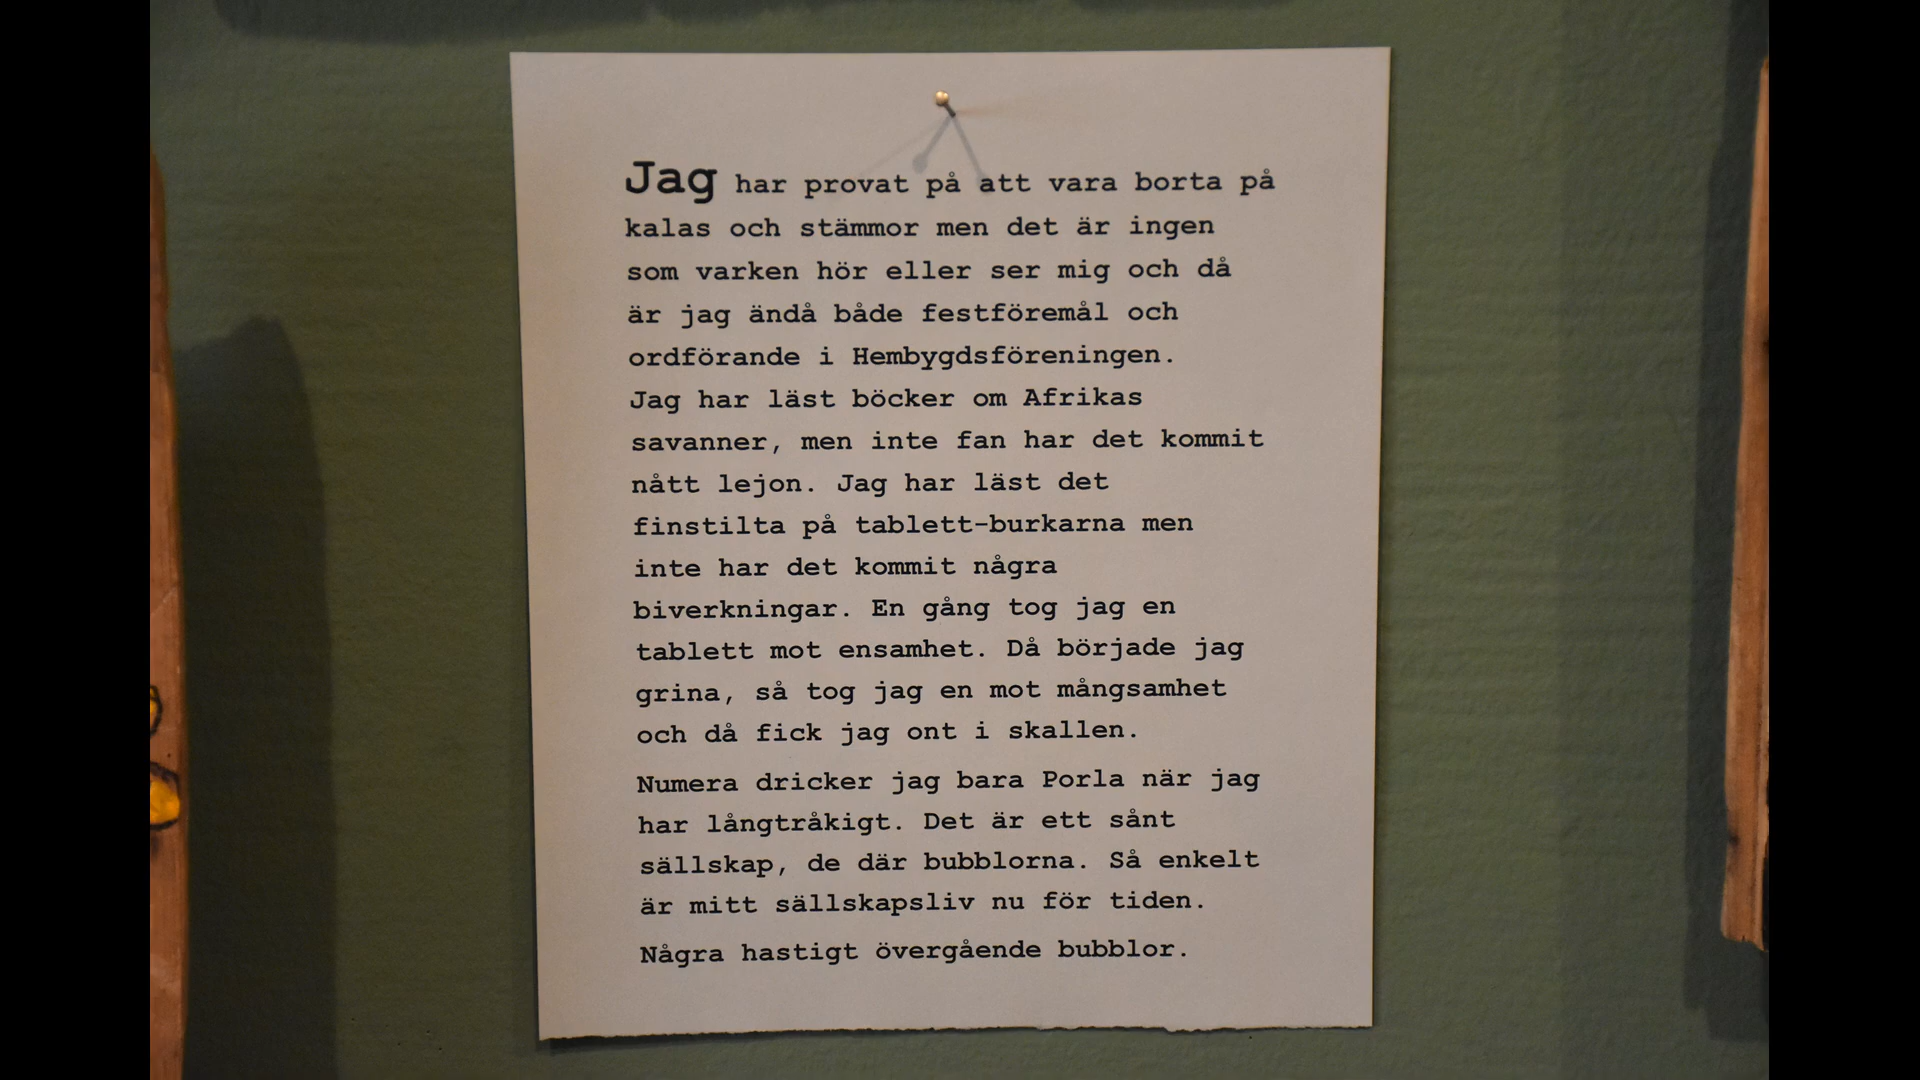 Jag har provat på att vara borta på
kalas och stämmor men det är ingen
som varken hör eller ser mig och då
är jag ändå både festföremål och
ordförande i Hembygdsföreningen.
Jag har läst böcker om Afrikas
savanner, men inte fan har det kommit
nått lejon. Jag har läst det
finstilta på tablett-burkarna men
inte har det kommit några
biverkningar. En gång tog jag en
tablett mot ensamhet. Då började jag
grina, så tog jag en mot mångsamhet
och då fick jag ont i skallen.
Numera dricker jag bara Porla när jag
har långtråkigt. Det är ett sånt
sällskap, de där bubblorna. Så enkelt
är mitt sällskapsliv nu för tiden.
Några hastigt övergående bubblor.